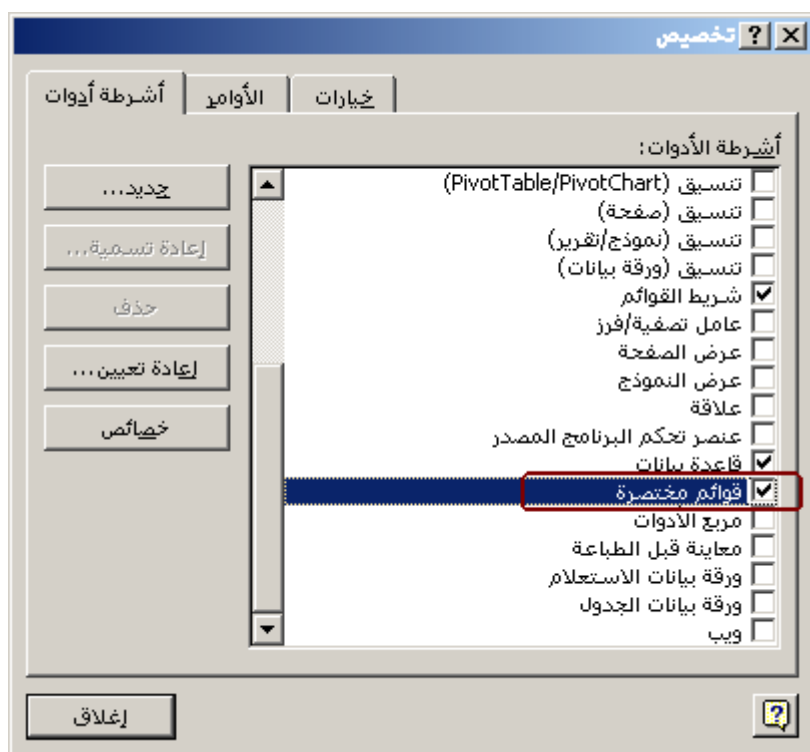 تخصيص
خيارات
الأوامر
أشرطة أدوات
أشرطة الأدوات:
تنسيق (PivotTable/PivotChart)
تنسيق (صفحة)
تنسيق (نموذج/تقرير)
تنسيق (ورقة بيانات)
شريط القوائم
عامل تصفية/فرز
عرض الصفحة
عرض النموذج
علاقة
عنصر تحكم البرنامج المصدر
قاعدة بيانات
قوائم مختصرة
مربع الأدوات
معاينة قبل الطباعة
ورقة بيانات الاستعلام
ورقة بيانات الجدول
ويب
جديد...
إعادة تسمية...
حذف
إعادة تعيين...
خصائص
إغلاق